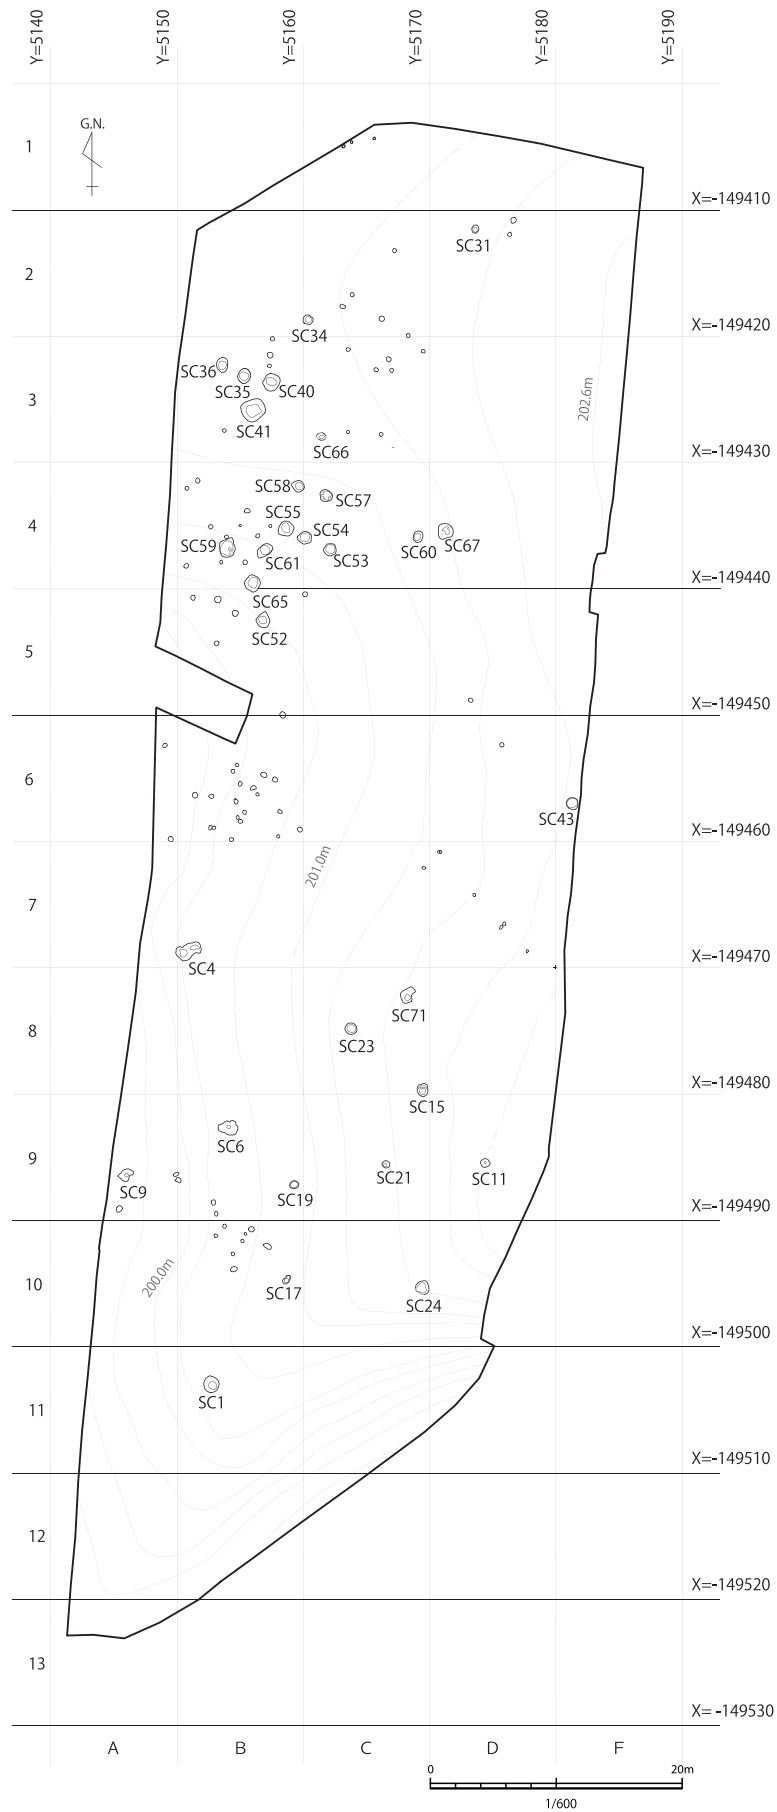 Y=5140
Y=5150
Y=5160
Y=5170
Y=5180
Y=5190
G.N.
1
X=-149410
SC31
2
SC34
X=-149420
SC36
SC35
SC40
202.6m
3
SC41
SC66
X=-149430
SC58
SC57
SC55
4
SC54
SC59
SC61
SC53
SC60
SC67
X=-149440
SC65
SC52
5
X=-149450
6
SC43
X=-149460
201.0m
7
X=-149470
SC4
SC71
8
SC23
X=-149480
SC15
SC6
9
SC9
SC19
SC21
SC11
X=-149490
200.0m
10
SC17
SC24
X=-149500
SC1
11
X=-149510
12
X=-149520
13
X= -149530
A
B
C
D
F
0
20m
1/600